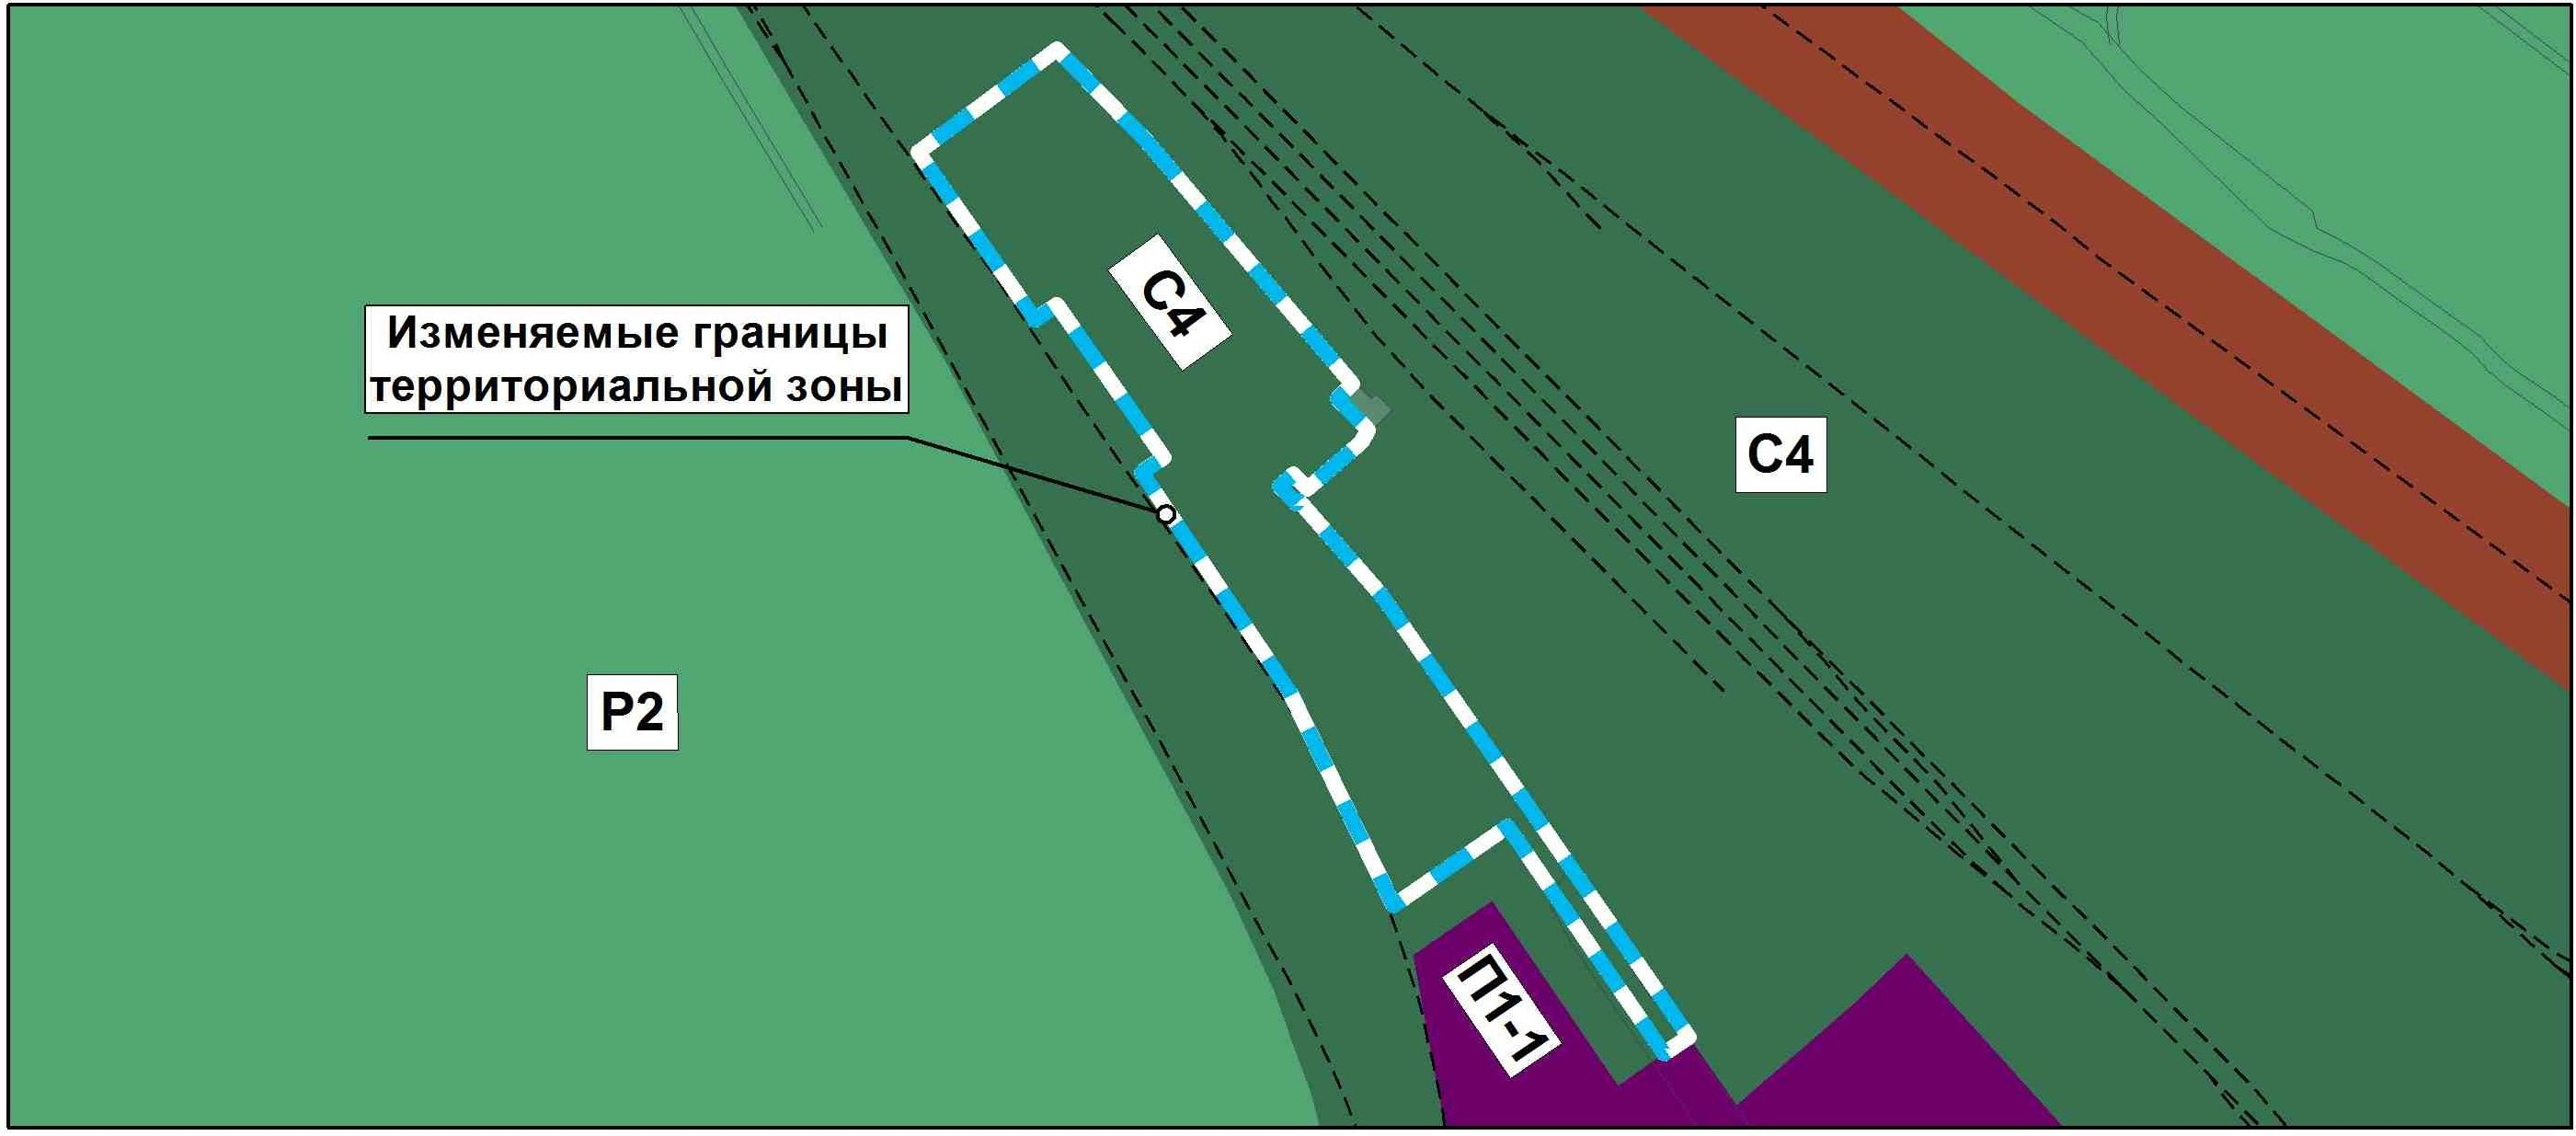 С4
Изменяемые границы
территориальной зоны
С4
Р2
П1-1